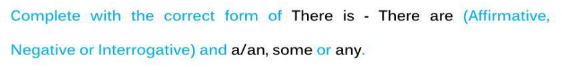 Complete with the correct form of There is - There are (Affirmative,
Negative or Interrogative) and a/an, some or any.